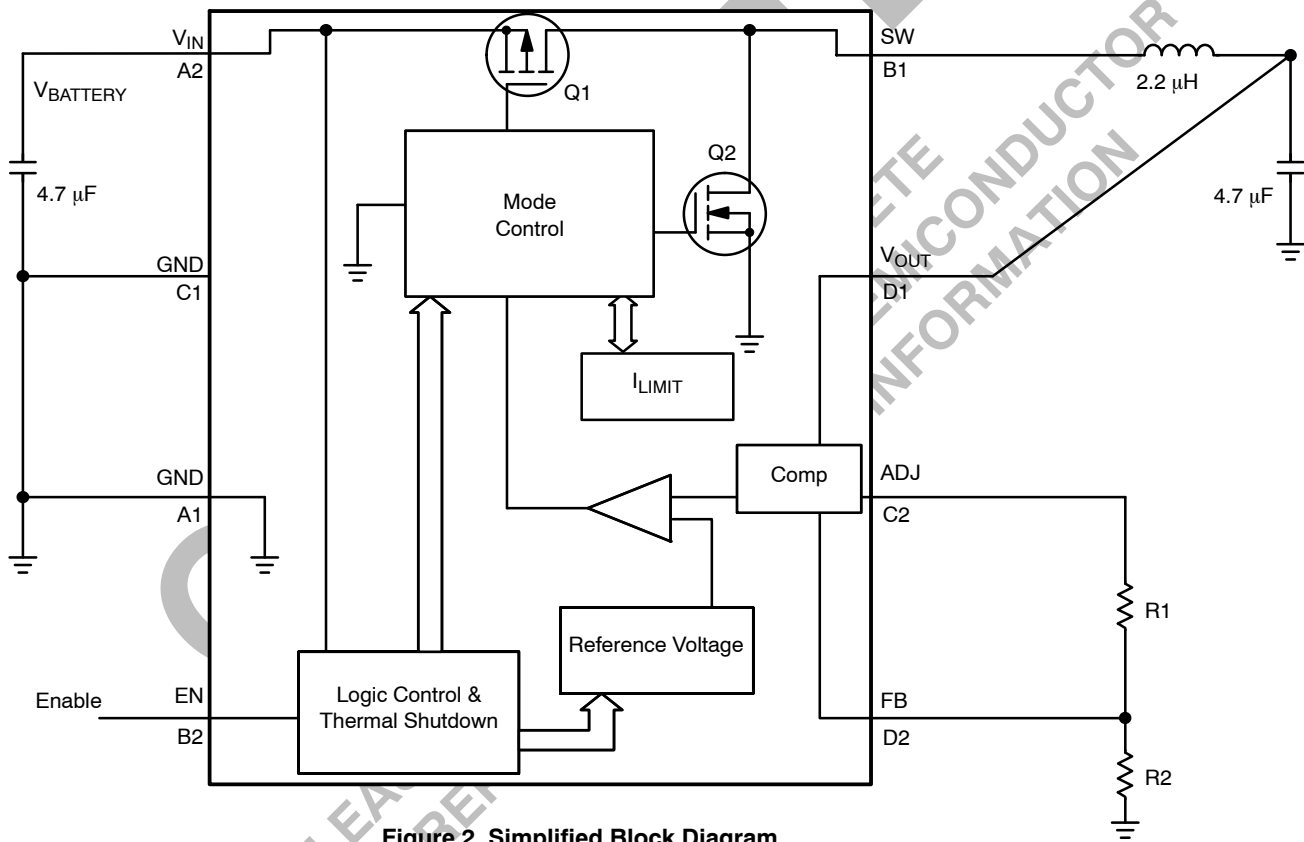 V_IN
A2
V_BATTERY
4.7 µF
GND
C1
GND
A1
Enable
EN
B2
Q1
Mode
Control
Q2
I_LIMIT
Comp
Reference Voltage
Logic Control &
Thermal Shutdown
SW
B1
2.2 µH
4.7 µF
V_OUT
D1
ADJ
C2
R1
FB
D2
R2
Figure 2. Simplified Block Diagram
INFORMATION